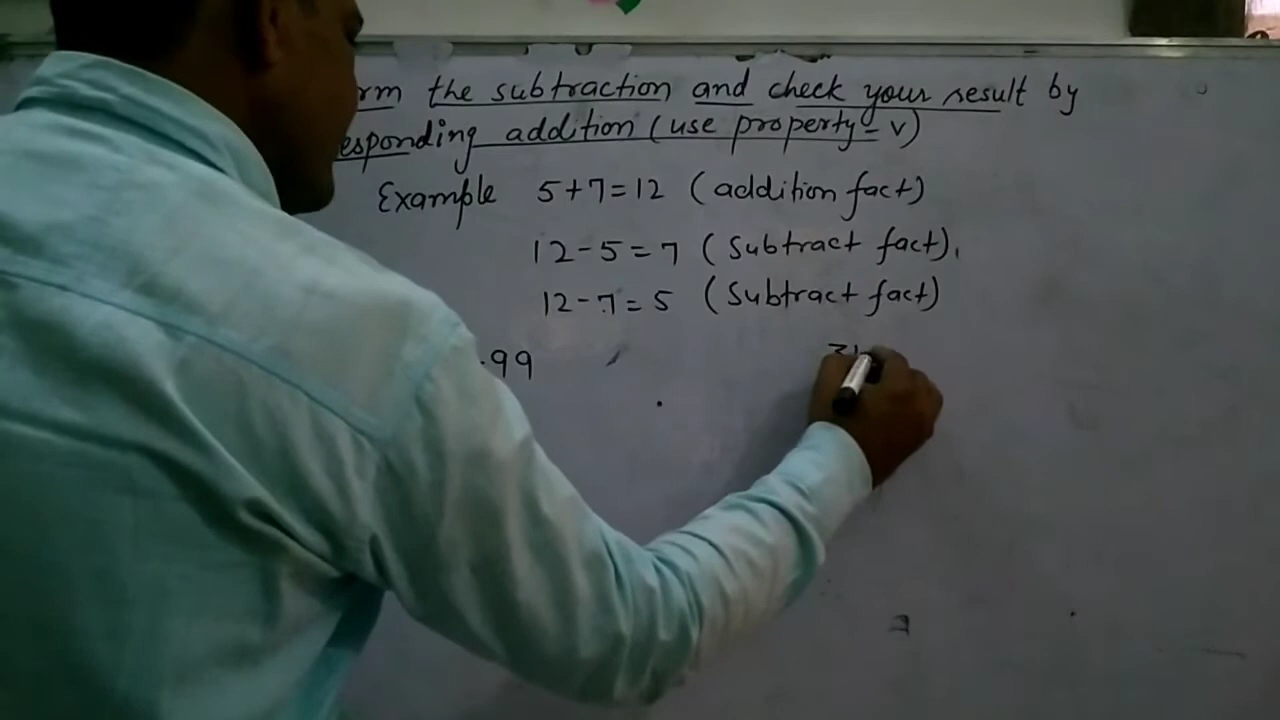 rm the subtraction and check your result by
esponding addition (use property - v)
Example 5+7=12 (addition fact)
12-5=7 (Subtract fact).
12-7=5 (Subtract fact)
.99